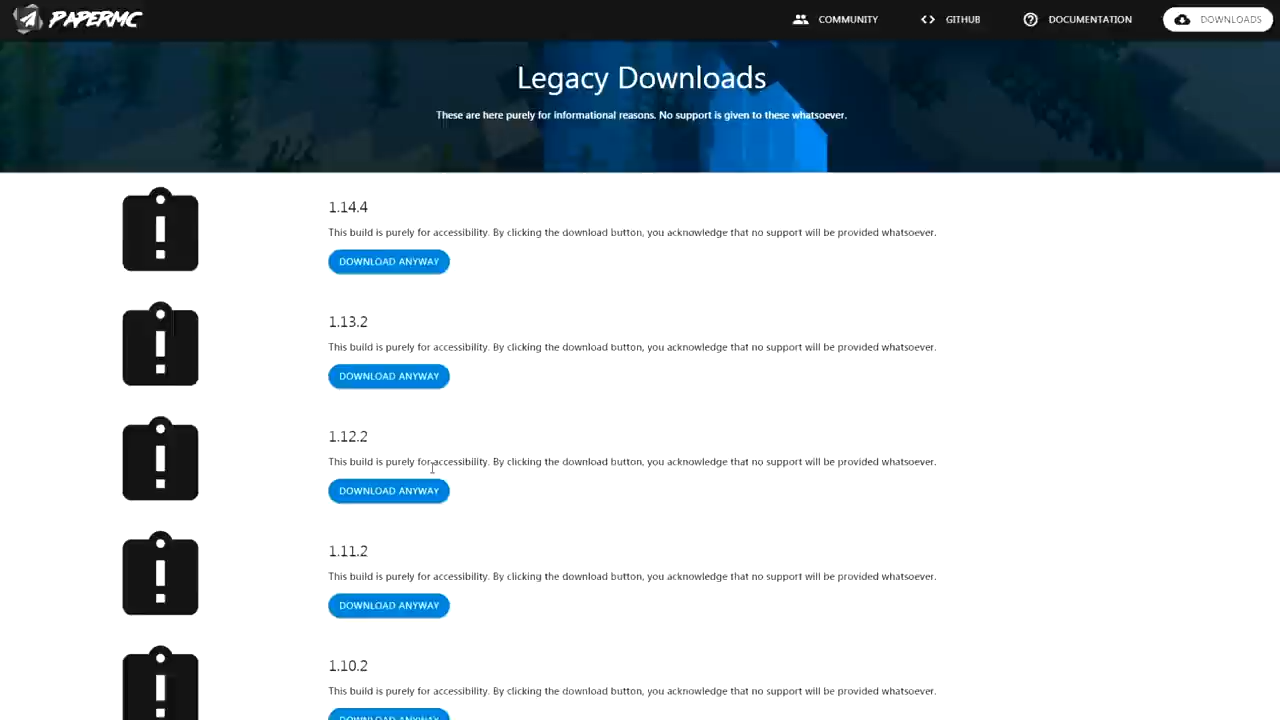 PAPERMC
COMMUNITY
GITHUB
DOCUMENTATION
DOWNLOADS
Legacy Downloads
These are here purely for informational reasons. No support is given to these whatsoever.
1.14.4
This build is purely for accessibility. By clicking the download button, you acknowledge that no support will be provided whatsoever.
DOWNLOAD ANYWAY
1.13.2
This build is purely for accessibility. By clicking the download button, you acknowledge that no support will be provided whatsoever.
DOWNLOAD ANYWAY
1.12.2
This build is purely for accessibility. By clicking the download button, you acknowledge that no support will be provided whatsoever.
DOWNLOAD ANYWAY
1.11.2
This build is purely for accessibility. By clicking the download button, you acknowledge that no support will be provided whatsoever.
DOWNLOAD ANYWAY
1.10.2
This build is purely for accessibility. By clicking the download button, you acknowledge that no support will be provided whatsoever.
DOWNLOAD ANYWAY